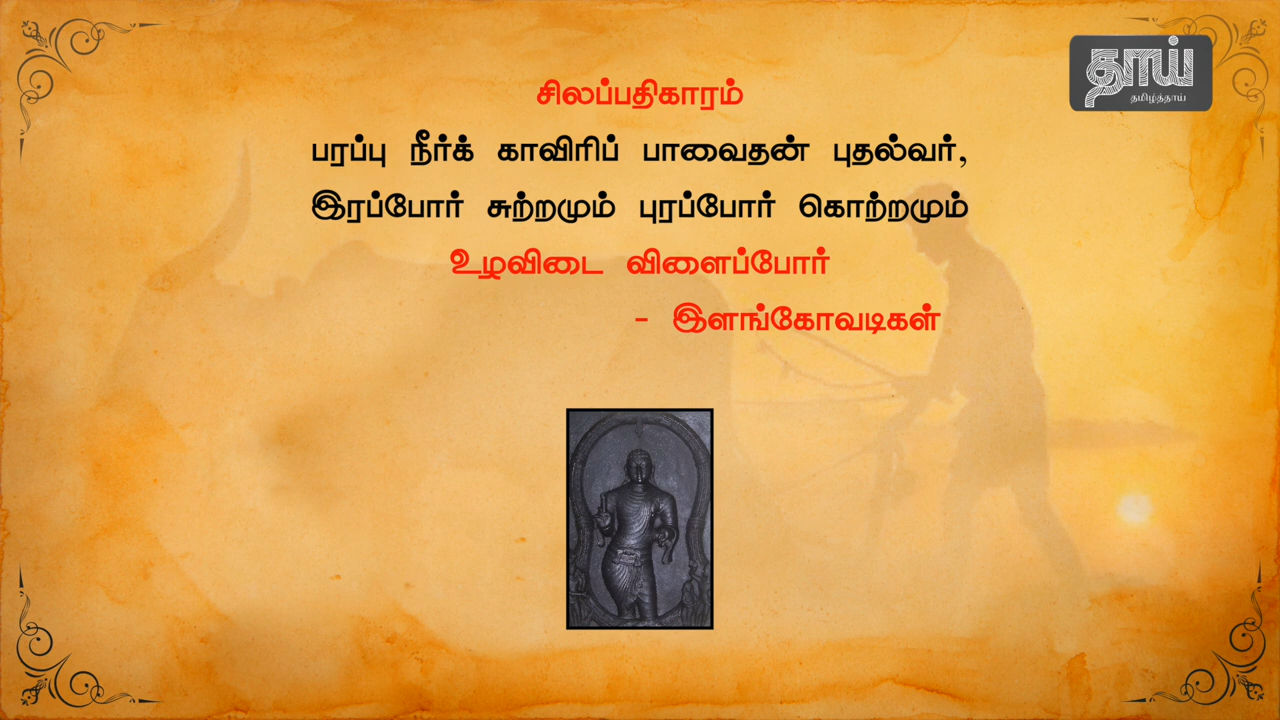 சிலப்பதிகாரம்
தாய்
தமிழ்த்தாய்
பரப்பு நீர்க் காவிரிப் பாவைதன் புதல்வர்,
இரப்போர் சுற்றமும் புரப்போர் கொற்றமும்
உழவிடை விளைப்போர்
- இளங்கோவடிகள்